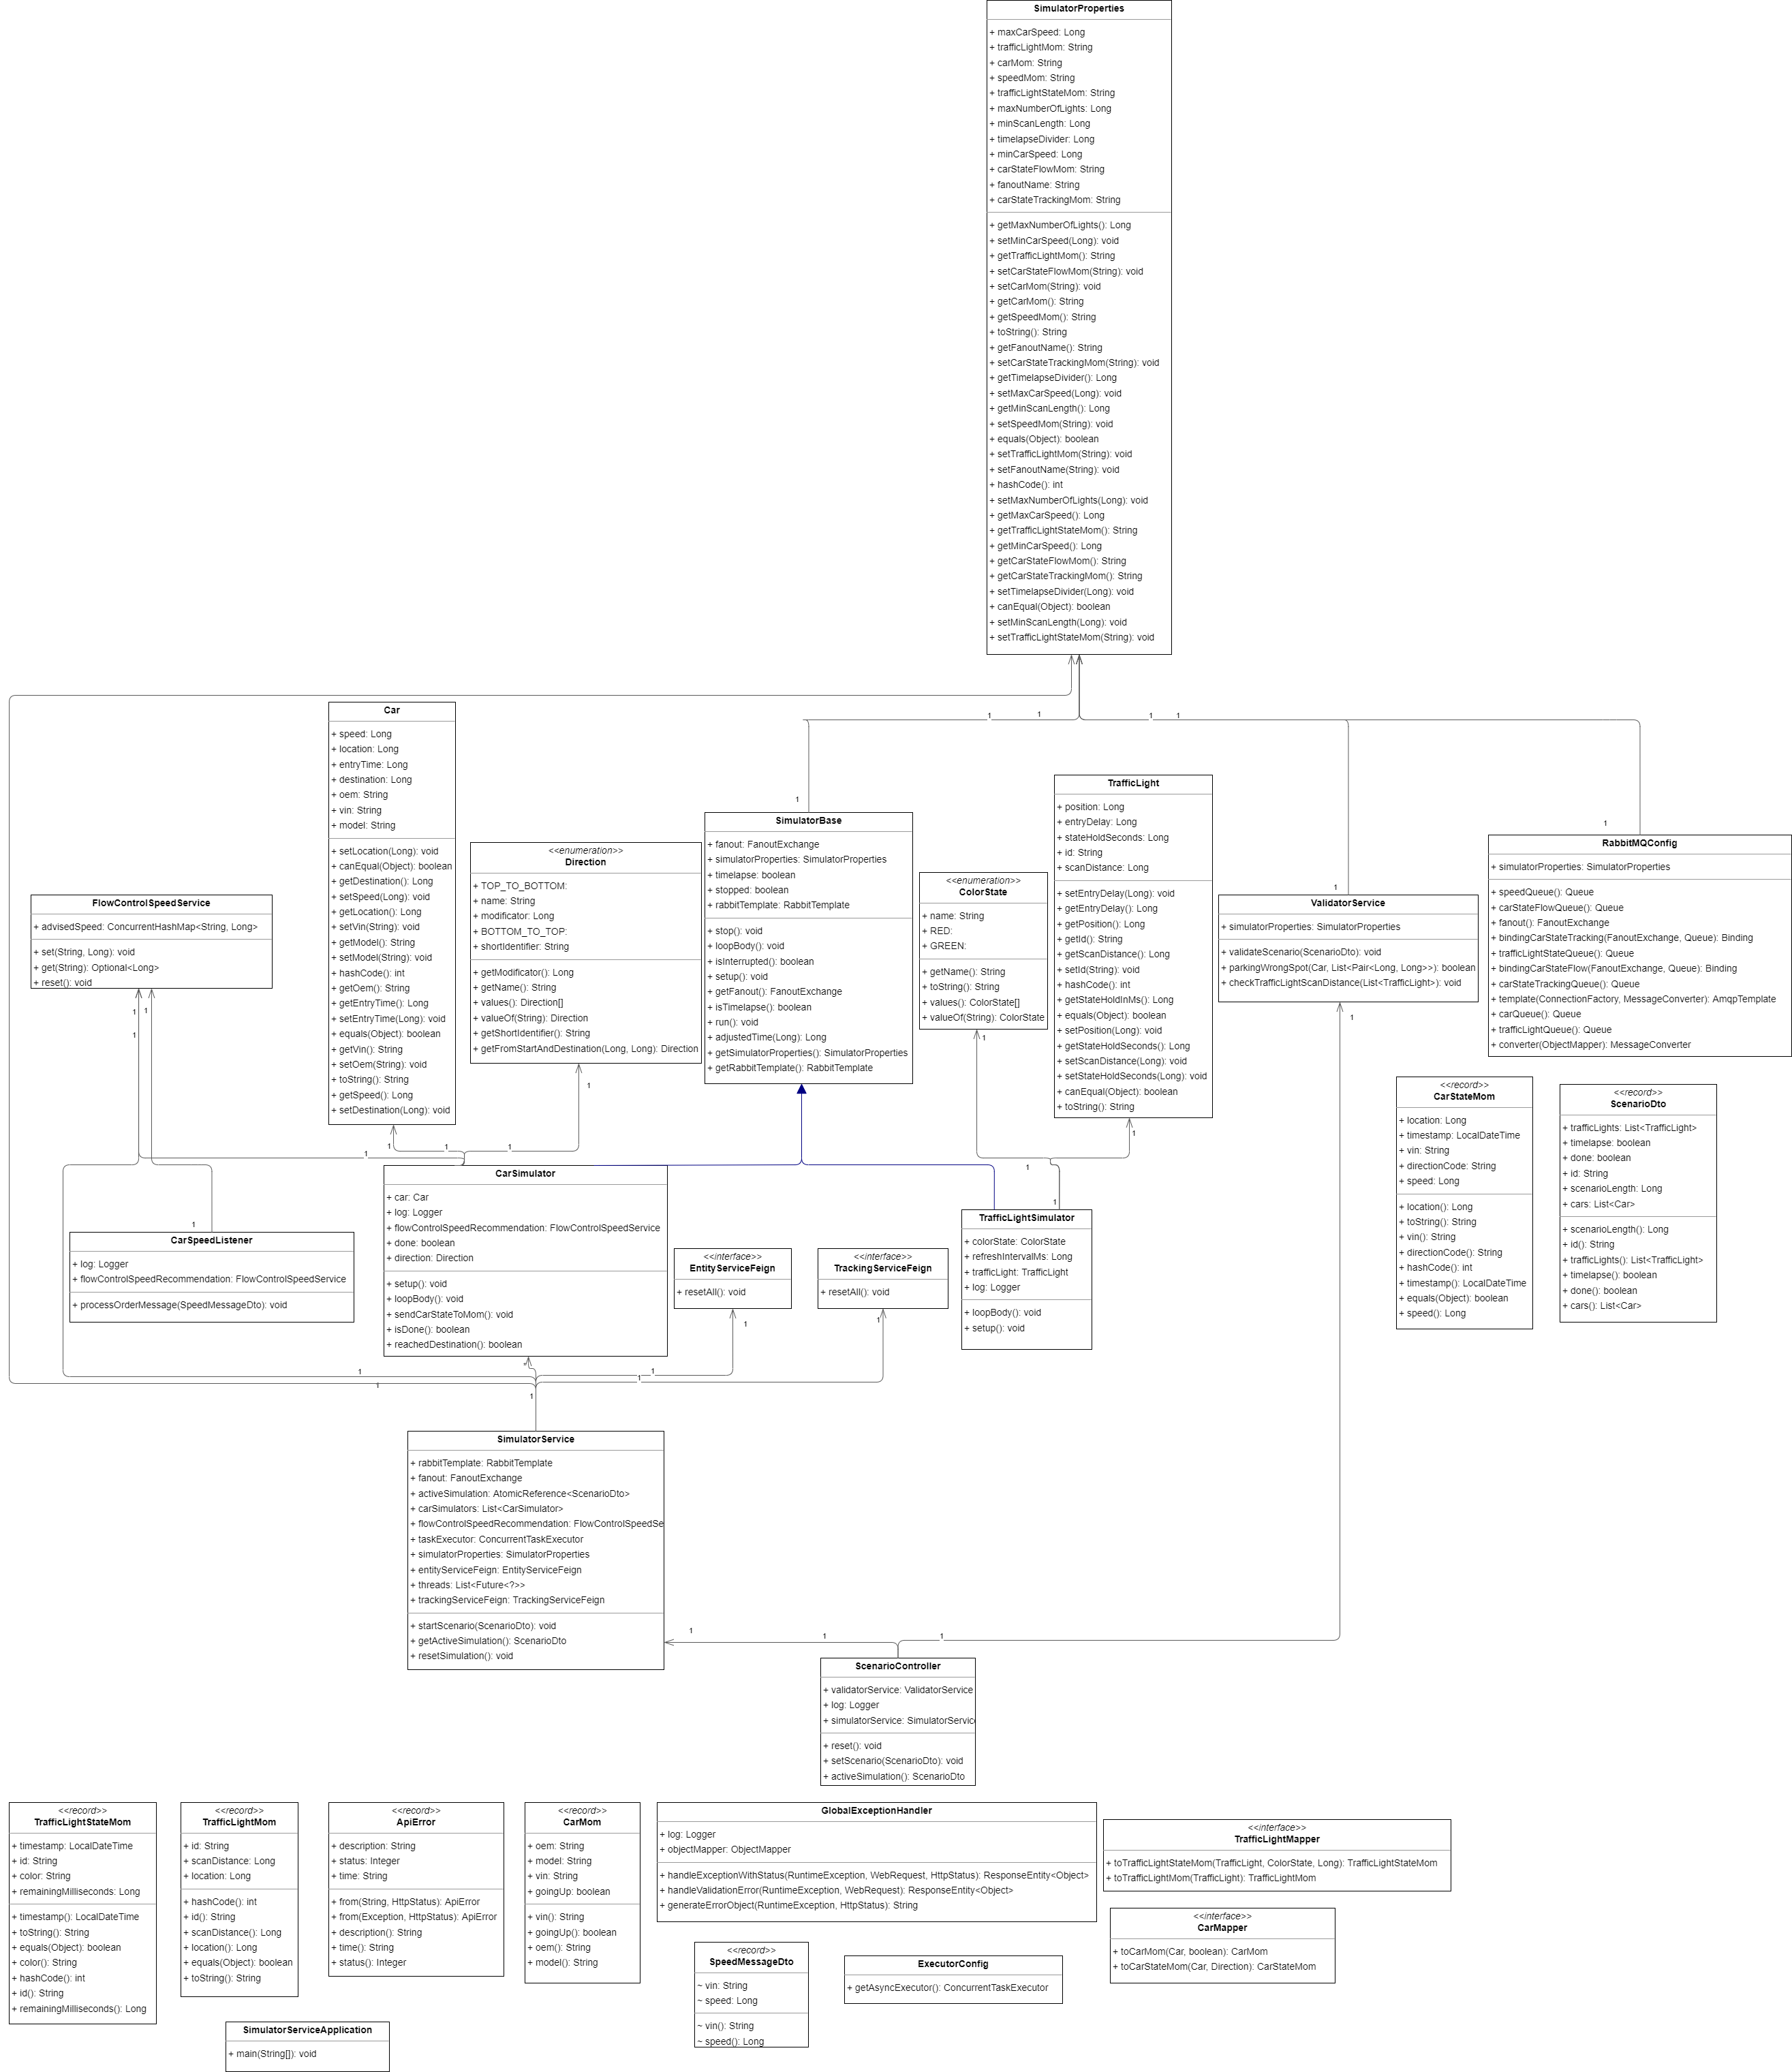 SimulatorProperties
+ maxCarSpeed: Long
+ trafficLightMom: String
+ carMom: String
+ speedMom: String
+ trafficLightStateMom: String
+ maxNumberOfLights: Long
+ minScanLength: Long
+ timelapseDivider: Long
+ minCarSpeed: Long
+ carStateFlowMom: String
+ fanoutName: String
+ carStateTrackingMom: String
+ getMaxNumberOfLights(): Long
+ setMinCarSpeed(Long): void
+ getTrafficLightMom(): String
+ setCarStateFlowMom(String): void
+ setCarMom(String): void
+ getCarMom(): String
+ getSpeedMom(): String
+ toString(): String
+ getFanoutName(): String
+ setCarStateTrackingMom(String): void
+ getTimelapseDivider(): Long
+ setMaxCarSpeed(Long): void
+ getMinScanLength(): Long
+ setSpeedMom(String): void
+ equals(Object): boolean
+ setTrafficLightMom(String): void
+ setFanoutName(String): void
+ hashCode(): int
+ setMaxNumberOfLights(Long): void
+ getMaxCarSpeed(): Long
+ getTrafficLightStateMom(): String
+ getMinCarSpeed(): Long
+ getCarStateFlowMom(): String
+ getCarStateTrackingMom(): String
+ setTimelapseDivider(Long): void
+ canEqual(Object): boolean
+ setMinScanLength(Long): void
+ setTrafficLightStateMom(String): void
1
1
1
1
Car
+ speed: Long
+ location: Long
+ entryTime: Long
+ destination: Long
+ oem: String
+ vin: String
+ model: String
+ setLocation(Long): void
+ canEqual(Object): boolean
+ getDestination(): Long
+ setSpeed(Long): void
+ getLocation(): Long
+ setVin(String): void
+ getModel(): String
+ setModel(String): void
+ hashCode(): int
+ getOem(): String
+ getEntryTime(): Long
+ setEntryTime(Long): void
+ equals(Object): boolean
+ getVin(): String
+ setOem(String): void
+ toString(): String
+ getSpeed(): Long
+ setDestination(Long): void
<<enumeration>>
Direction
+ TOP_TO_BOTTOM:
+ name: String
+ modificator: Long
+ BOTTOM_TO_TOP:
+ shortIdentifier: String
+ getModificator(): Long
+ getName(): String
+ values(): Direction[]
+ valueOf(String): Direction
+ getShortIdentifier(): String
+ getFromStartAndDestination(Long, Long): Direction
1
SimulatorBase
+ fanout: FanoutExchange
+ simulatorProperties: SimulatorProperties
+ timelapse: boolean
+ stopped: boolean
+ rabbitTemplate: RabbitTemplate
+ stop(): void
+ loopBody(): void
+ isInterrupted(): boolean
+ setup(): void
+ getFanout(): FanoutExchange
+ isTimelapse(): boolean
+ run(): void
+ adjustedTime(Long): Long
+ getSimulatorProperties(): SimulatorProperties
+ getRabbitTemplate(): RabbitTemplate
<<enumeration>>
ColorState
+ name: String
+ RED:
+ GREEN:
+ getName(): String
+ toString(): String
+ values(): ColorState[]
+ valueOf(String): ColorState
TrafficLight
+ position: Long
+ entryDelay: Long
+ stateHoldSeconds: Long
+ id: String
+ scanDistance: Long
+ setEntryDelay(Long): void
+ getEntryDelay(): Long
+ getPosition(): Long
+ getId(): String
+ getScanDistance(): Long
+ setId(String): void
+ hashCode(): int
+ getStateHoldInMs(): Long
+ equals(Object): boolean
+ setPosition(Long): void
+ getStateHoldSeconds(): Long
+ setScanDistance(Long): void
+ setStateHoldSeconds(Long): void
+ canEqual(Object): boolean
+ toString(): String
1
ValidatorService
+ simulatorProperties: SimulatorProperties
+ validateScenario(ScenarioDto): void
+ parkingWrongSpot(Car, List<Pair<Long, Long>>): boolean
+ checkTrafficLightScanDistance(List<TrafficLight>): void
1
RabbitMQConfig
+ simulatorProperties: SimulatorProperties
+ speedQueue(): Queue
+ carStateFlowQueue(): Queue
+ fanout(): FanoutExchange
+ bindingCarStateTracking(FanoutExchange, Queue): Binding
+ trafficLightStateQueue(): Queue
+ bindingCarStateFlow(FanoutExchange, Queue): Binding
+ carStateTrackingQueue(): Queue
+ template(ConnectionFactory, MessageConverter): AmqpTemplate
+ carQueue(): Queue
+ trafficLightQueue(): Queue
+ converter(ObjectMapper): MessageConverter
FlowControlSpeedService
+ advisedSpeed: ConcurrentHashMap<String, Long>
+ set(String, Long): void
+ get(String): Optional<Long>
+ reset(): void
1
1
1
1
1
1
1
1
1
1
1
1
<<record>>
CarStateMom
+ location: Long
+ timestamp: LocalDateTime
+ vin: String
+ directionCode: String
+ speed: Long
+ location(): Long
+ toString(): String
+ vin(): String
+ directionCode(): String
+ hashCode(): int
+ timestamp(): LocalDateTime
+ equals(Object): boolean
+ speed(): Long
<<record>>
ScenarioDto
+ trafficLights: List<TrafficLight>
+ timelapse: boolean
+ done: boolean
+ id: String
+ scenarioLength: Long
+ cars: List<Car>
+ scenarioLength(): Long
+ id(): String
+ trafficLights(): List<TrafficLight>
+ timelapse(): boolean
+ done(): boolean
+ cars(): List<Car>
1
CarSpeedListener
+ log: Logger
+ flowControlSpeedRecommendation: FlowControlSpeedService
+ processOrderMessage(SpeedMessageDto): void
CarSimulator
+ car: Car
+ log: Logger
+ flowControlSpeedRecommendation: FlowControlSpeedService
+ done: boolean
+ direction: Direction
+ setup(): void
+ loopBody(): void
+ sendCarStateToMom(): void
+ isDone(): boolean
+ reachedDestination(): boolean
<<interface>>
EntityServiceFeign
+ resetAll(): void
<<interface>>
TrackingServiceFeign
+ resetAll(): void
1
TrafficLightSimulator
+ colorState: ColorState
+ refreshIntervalMs: Long
+ trafficLight: TrafficLight
+ log: Logger
+ loopBody(): void
+ setup(): void
1
1
1
1
1
1
1
SimulatorService
+ rabbitTemplate: RabbitTemplate
+ fanout: FanoutExchange
+ activeSimulation: AtomicReference<ScenarioDto>
+ carSimulators: List<CarSimulator>
+ flowControlSpeedRecommendation: FlowControlSpeedSe
+ taskExecutor: ConcurrentTaskExecutor
+ simulatorProperties: SimulatorProperties
+ entityServiceFeign: EntityServiceFeign
+ threads: List<Future<?>>
+ trackingServiceFeign: TrackingServiceFeign
+ startScenario(ScenarioDto): void
+ getActiveSimulation(): ScenarioDto
+ resetSimulation(): void
1
1
1
ScenarioController
+ validatorService: ValidatorService
+ log: Logger
+ simulatorService: SimulatorServic
+ reset(): void
+ setScenario(ScenarioDto): void
+ activeSimulation(): ScenarioDto
<<record>>
TrafficLightStateMom
+ timestamp: LocalDateTime
+ id: String
+ color: String
+ remainingMilliseconds: Long
+ timestamp(): LocalDateTime
+ toString(): String
+ equals(Object): boolean
+ color(): String
+ hashCode(): int
+ id(): String
+ remainingMilliseconds(): Long
<<record>>
TrafficLightMom
+ id: String
+ scanDistance: Long
+ location: Long
+ hashCode(): int
+ id(): String
+ scanDistance(): Long
+ location(): Long
+ equals(Object): boolean
+ toString(): String
<<record>>
ApiError
+ description: String
+ status: Integer
+ time: String
+ from(String, HttpStatus): ApiError
+ from(Exception, HttpStatus): ApiError
+ description(): String
+ time(): String
+ status(): Integer
<<record>>
CarMom
+ oem: String
+ model: String
+ vin: String
+ goingUp: boolean
+ vin(): String
+ goingUp(): boolean
+ oem(): String
+ model(): String
GlobalExceptionHandler
+ log: Logger
+ objectMapper: ObjectMapper
+ handleExceptionWithStatus(RuntimeException, WebRequest, HttpStatus): ResponseEntity<Object>
+ handleValidationError(RuntimeException, WebRequest): ResponseEntity<Object>
+ generateErrorObject(RuntimeException, HttpStatus): String
<<interface>>
TrafficLightMapper
+ toTrafficLightStateMom(TrafficLight, ColorState, Long): TrafficLightStateMom
+ toTrafficLightMom(TrafficLight): TrafficLightMom
<<interface>>
CarMapper
+ toCarMom(Car, boolean): CarMom
+ toCarStateMom(Car, Direction): CarStateMom
<<record>>
SpeedMessageDto
~ vin: String
~ speed: Long
~ vin(): String
~ speed(): Long
ExecutorConfig
+ getAsyncExecutor(): ConcurrentTaskExecutor
SimulatorServiceApplication
+ main(String[]): void